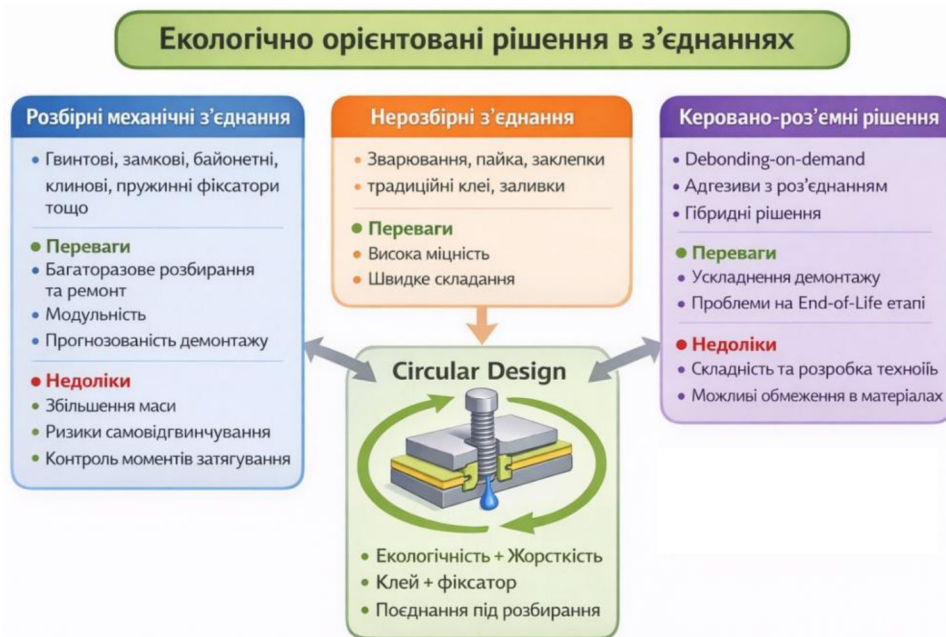 Екологічно орієнтовані рішення в з’єднаннях
Розбірні механічні з’єднання
Гвинтові, замкові, байонетні,
клинові, пружинні фіксатори
тощо
Переваги
Багаторазове розбирання
та ремонт
Модульність
Прогнозованість демонтажу
Недоліки
Збільшення маси
Ризики самовідгвинчування
Контроль моментів затягування
Нерозбірні з’єднання
Зварювання, пайка, заклепки
традиційні клеі, заливки
Переваги
Висока міцність
Швидке складання
Керовано-роз’ємні рішення
Debonding-on-demand
Адгезиви з роз’єднанням
Гібридні рішення
Переваги
Ускладнення демонтажу
Проблеми на End-of-Life етапі
Недоліки
Складність та розробка техноїь
Можливі обмеження в матеріалах
Circular Design
Екологічність + Жорсткість
Клей + фіксатор
Поєднання під розбирання